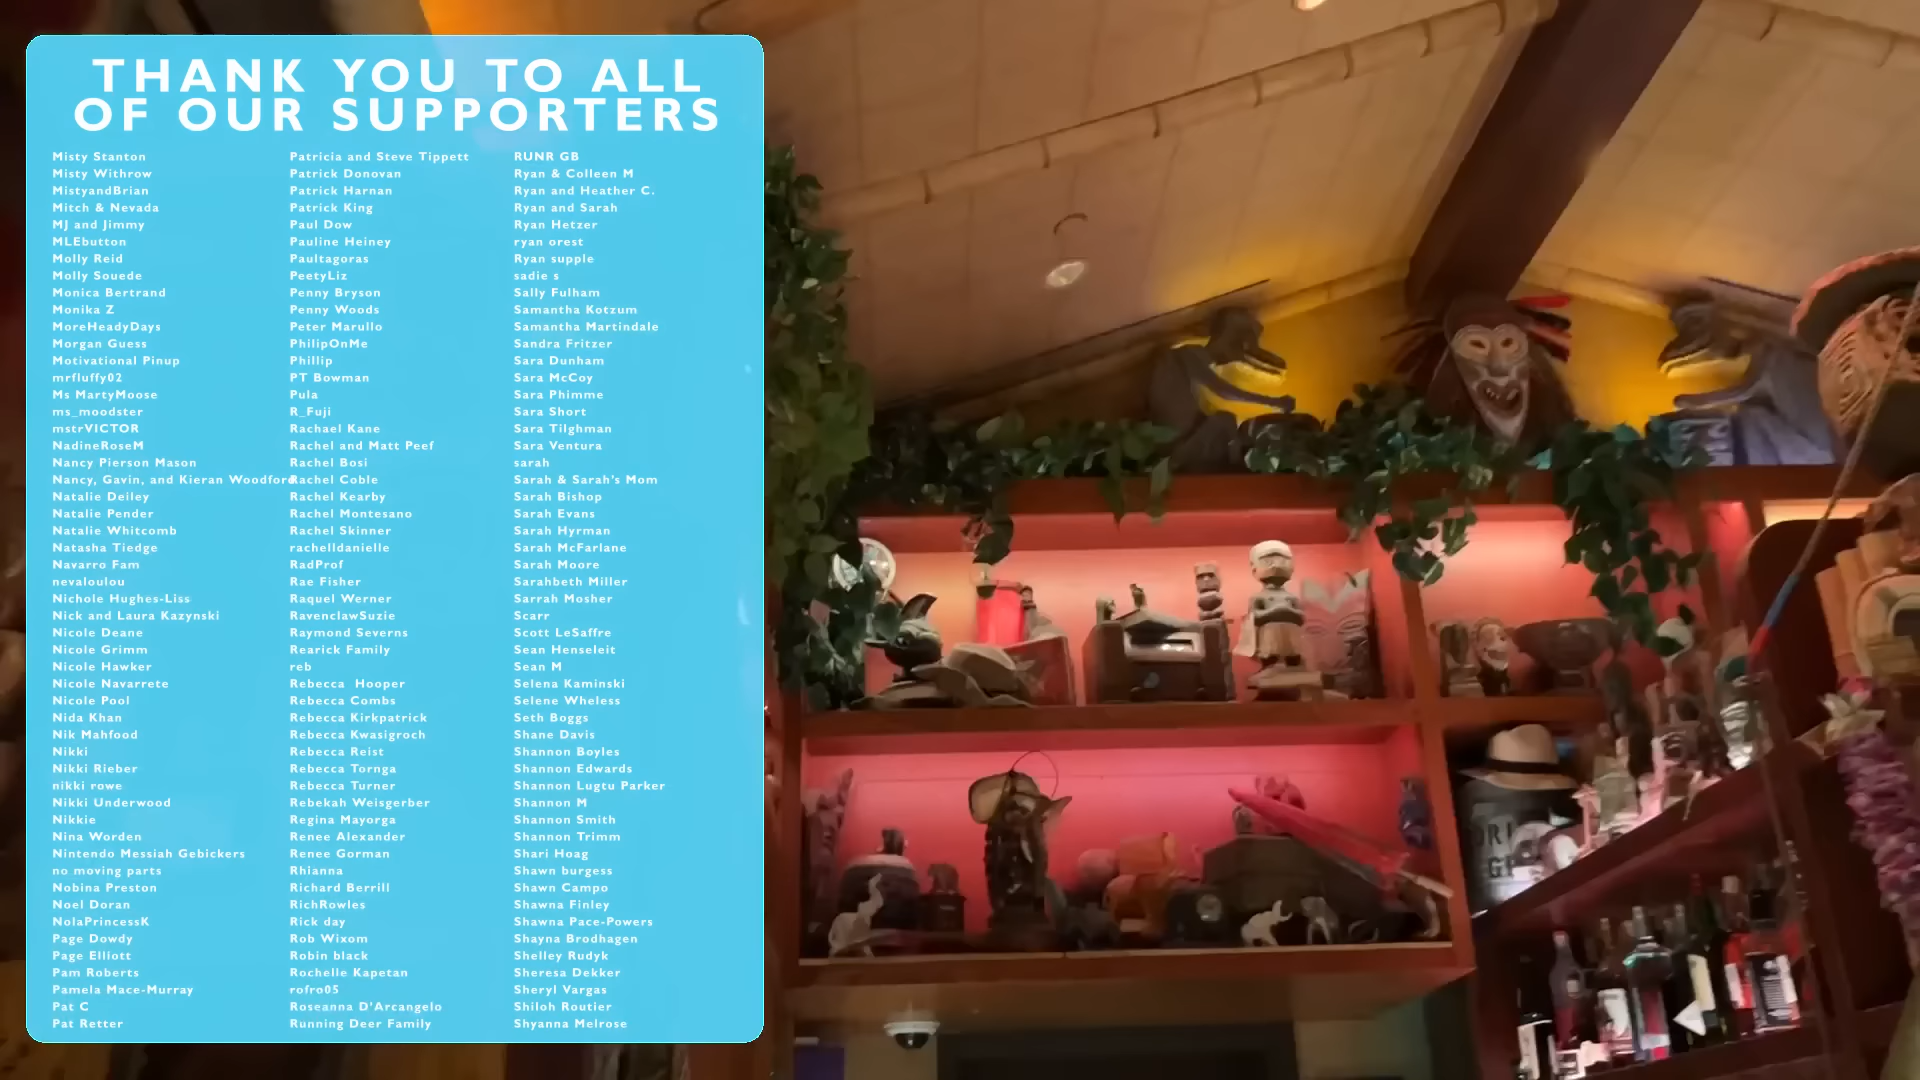 THANK YOU TO ALL
OF OUR SUPPORTERS
Misty Stanton
Misty Withrow
MistyandBrian
Mitch & Nevada
MJ and Jimmy
MLEbutton
Molly Reid
Molly Souede
Monica Bertrand
Monika Z
MoreHeadyDays
Morgan Guess
Motivational Pinup
mrfluffy02
Ms MartyMoose
ms_moodster
mstrVICTOR
NadineRoseM
Nancy Pierson Mason
Nancy, Gavin, and Kieran Woodford
Natalie Deiley
Natalie Pender
Natalie Whitcomb
Natasha Tiedge
Navarro Fam
nevaloulou
Nichole Hughes-Liss
Nick and Laura Kazynski
Nicole Deane
Nicole Grimm
Nicole Hawker
Nicole Navarrete
Nicole Pool
Nida Khan
Nik Mahfood
Nikki
Nikki Rieber
nikki rowe
Nikki Underwood
Nikkie
Nina Worden
Nintendo Messiah Gebickers
no moving parts
Nobina Preston
Noel Doran
NolaPrincessK
Page Dowdy
Page Elliott
Pam Roberts
Pamela Mace-Murray
Pat C
Pat Retter
Patricia and Steve Tippett
Patrick Donovan
Patrick Harnan
Patrick King
Paul Dow
Pauline Heiney
Paultagoras
PeetyLiz
Penny Bryson
Penny Woods
Peter Marullo
PhilipOnMe
Phillip
PT Bowman
Pula
R_Fuji
Rachael Kane
Rachel and Matt Peef
Rachel Bosi
Rachel Coble
Rachel Kearby
Rachel Montesano
Rachel Skinner
rachelldanielle
RadProf
Rae Fisher
Raquel Werner
RavenclawSuzie
Raymond Severns
Rearick Family
reb
Rebecca  Hooper
Rebecca Combs
Rebecca Kirkpatrick
Rebecca Kwasigroch
Rebecca Reist
Rebecca Tornga
Rebecca Turner
Rebekah Weisgerber
Regina Mayorga
Renee Alexander
Renee Gorman
Rhianna
Richard Berrill
RichRowles
Rick day
Rob Wixom
Robin black
Rochelle Kapetan
rofro05
Roseanna D'Arcangelo
Running Deer Family
RUNR GB
Ryan & Colleen M
Ryan and Heather C.
Ryan and Sarah
Ryan Hetzer
ryan orest
Ryan supple
sadie s
Sally Fulham
Samantha Kotzum
Samantha Martindale
Sandra Fritzer
Sara Dunham
Sara McCoy
Sara Phimme
Sara Short
Sara Tilghman
Sara Ventura
sarah
Sarah & Sarah's Mom
Sarah Bishop
Sarah Evans
Sarah Hyrman
Sarah McFarlane
Sarah Moore
Sarahbeth Miller
Sarrah Mosher
Scarr
Scott LeSaffre
Sean Henseleit
Sean M
Selena Kaminski
Selene Wheless
Seth Boggs
Shane Davis
Shannon Boyles
Shannon Edwards
Shannon Lugtu Parker
Shannon M
Shannon Smith
Shannon Trimm
Shari Hoag
Shawn burgess
Shawn Campo
Shawna Finley
Shawna Pace-Powers
Shayna Brodhagen
Shelley Rudyk
Sheresa Dekker
Sheryl Vargas
Shiloh Routier
Shyanna Melrose